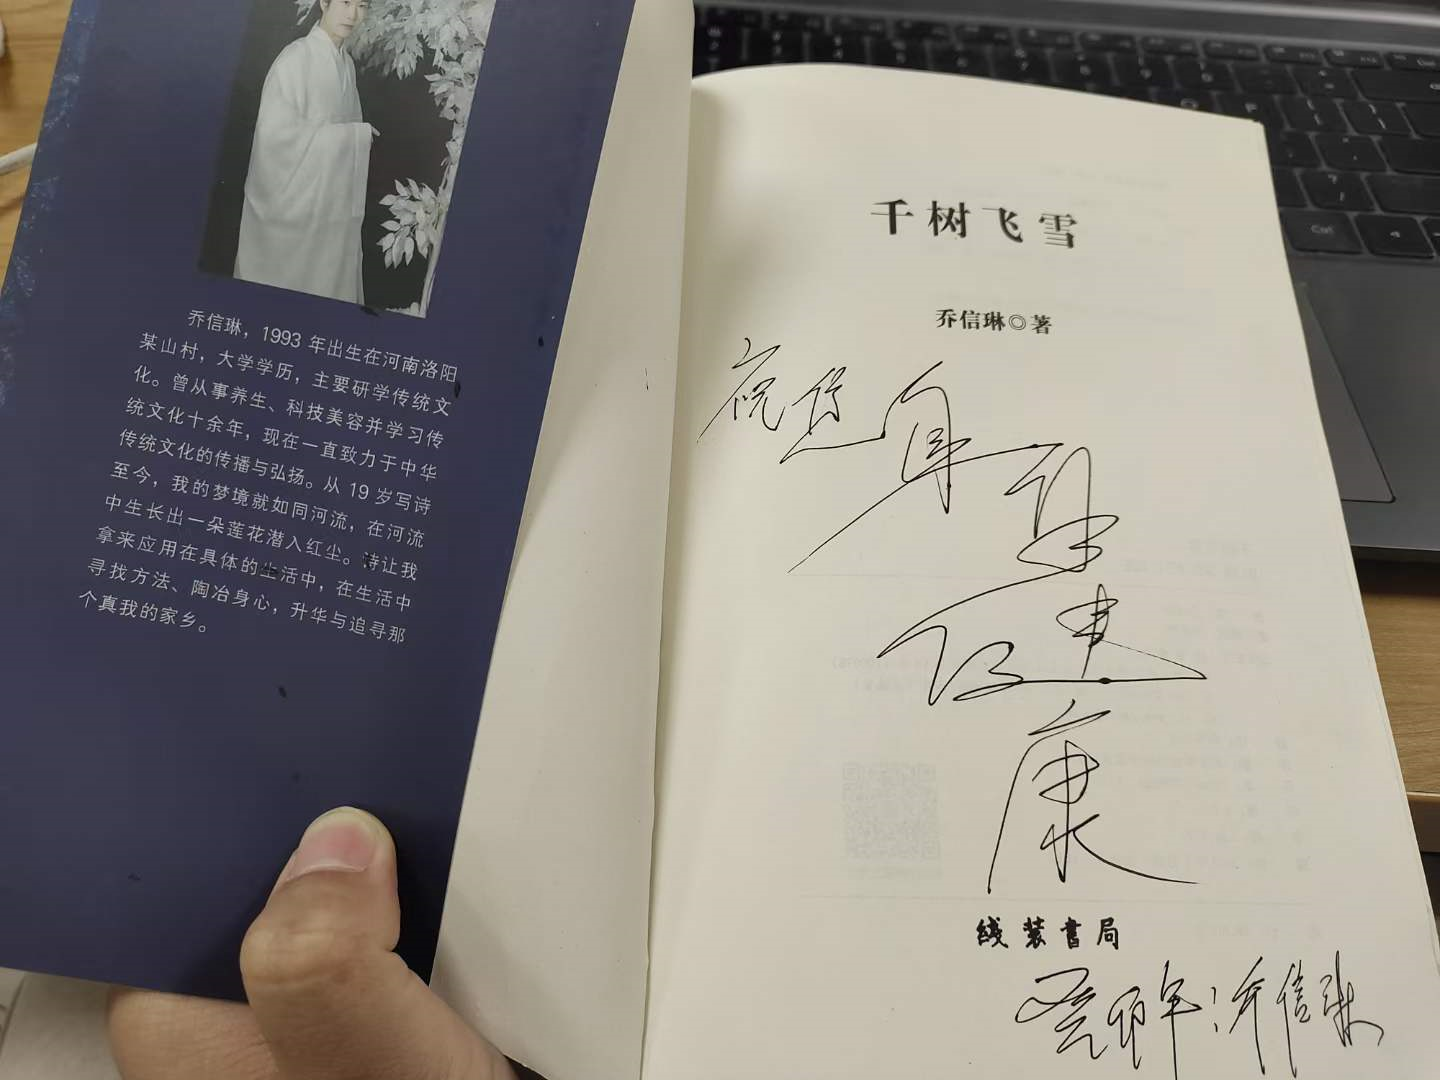 乔信琳，1993 年出生在河南洛阳
某山村，大学学历，主要研学传统文
化。曾从事养生、科技美容并学习传
统文化十余年，现在一直致力于中华
传统文化的传播与弘扬。从 19 岁写诗
至今，我的梦境就如同河流，在河流
中生长出一朵莲花潜入红尘。诗让我
拿来应用在具体的生活中，在生活中
寻找方法、陶冶身心，升华与追寻那
个真我的家乡。
千树飞雪
乔信琳◎著
祝您
身
健
康
线装書局
乔信琳
Ctrl